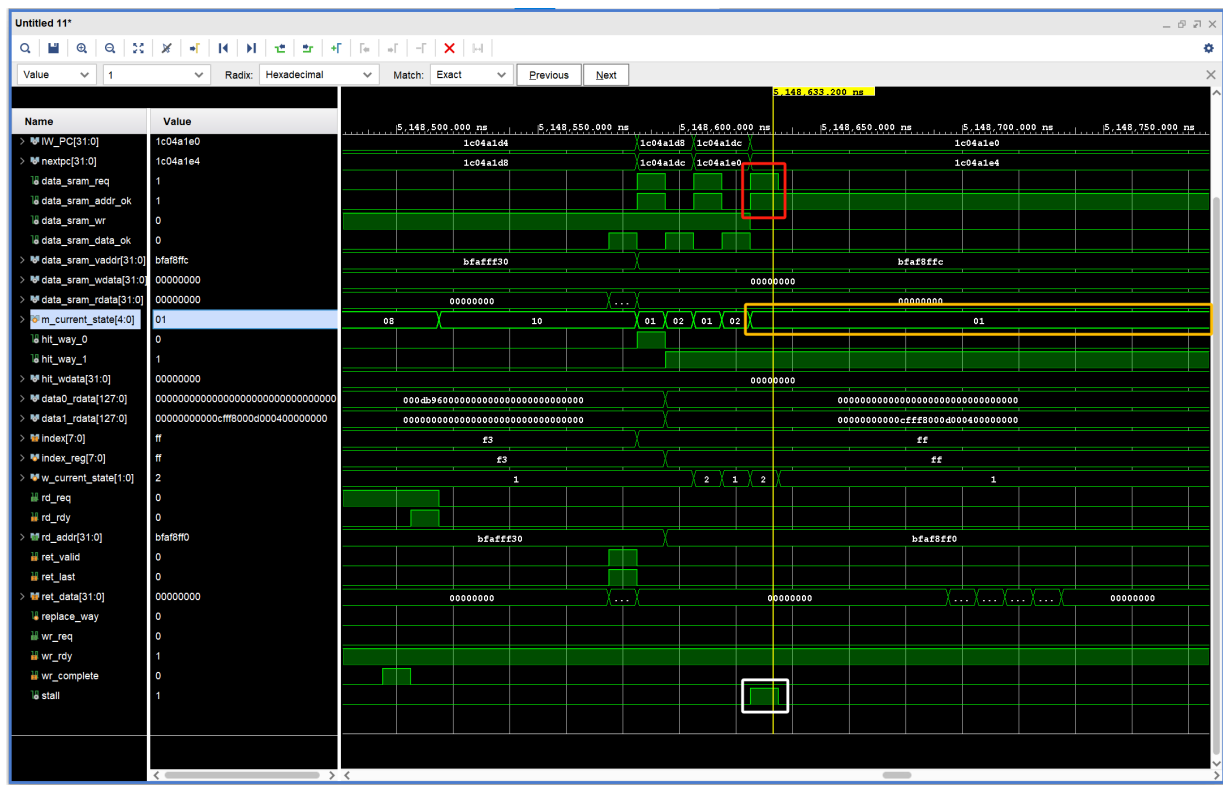 Untitled 11*
Value 1 Radix: Hexadecimal Match: Exact Previous Next
5,148,633.200 ns
Name Value
5,148,500.000 ns 5,148,550.000 ns 5,148,600.000 ns 5,148,650.000 ns 5,148,700.000 ns 5,148,750.000 ns
IW_PC[31:0] 1c04a1e0 1c04a1d4 1c04a1d8 1c04a1dc 1c04a1e0
nextpc[31:0] 1c04a1e4 1c04a1d8 1c04a1dc 1c04a1e0 1c04a1e4
data_sram_req 1
data_sram_addr_ok 1
data_sram_wr 0
data_sram_data_ok 0
data_sram_vaddr[31:0] bfaf8ffc bfafff30 bfaf8ffc
data_sram_wdata[31:0] 00000000 00000000
data_sram_rdata[31:0] 00000000 00000000 ... 00000000
m_current_state[4:0] 01 08 10 01 02 01 02 01
hit_way_0 0
hit_way_1 1
hit_wdata[31:0] 00000000 00000000
data0_rdata[127:0] 00000000000000000000000000000000 000db960000000000000000000000000 00000000000000000000000000000000
data1_rdata[127:0] 00000000000cfff8000d000400000000 00000000000000000000000000000000 00000000000cfff8000d000400000000
index[7:0] ff f3 ff
index_reg[7:0] ff f3 ff
w_current_state[1:0] 2 1 2 1 2 1
rd_req 0
rd_rdy 0
rd_addr[31:0] bfaf8ff0 bfafff30 bfaf8ff0
ret_valid 0
ret_last 0
ret_data[31:0] 00000000 00000000 ... 00000000 ... ... ... ... 00000000
replace_way 0
wr_req 0
wr_rdy 1
wr_complete 0
stall 1